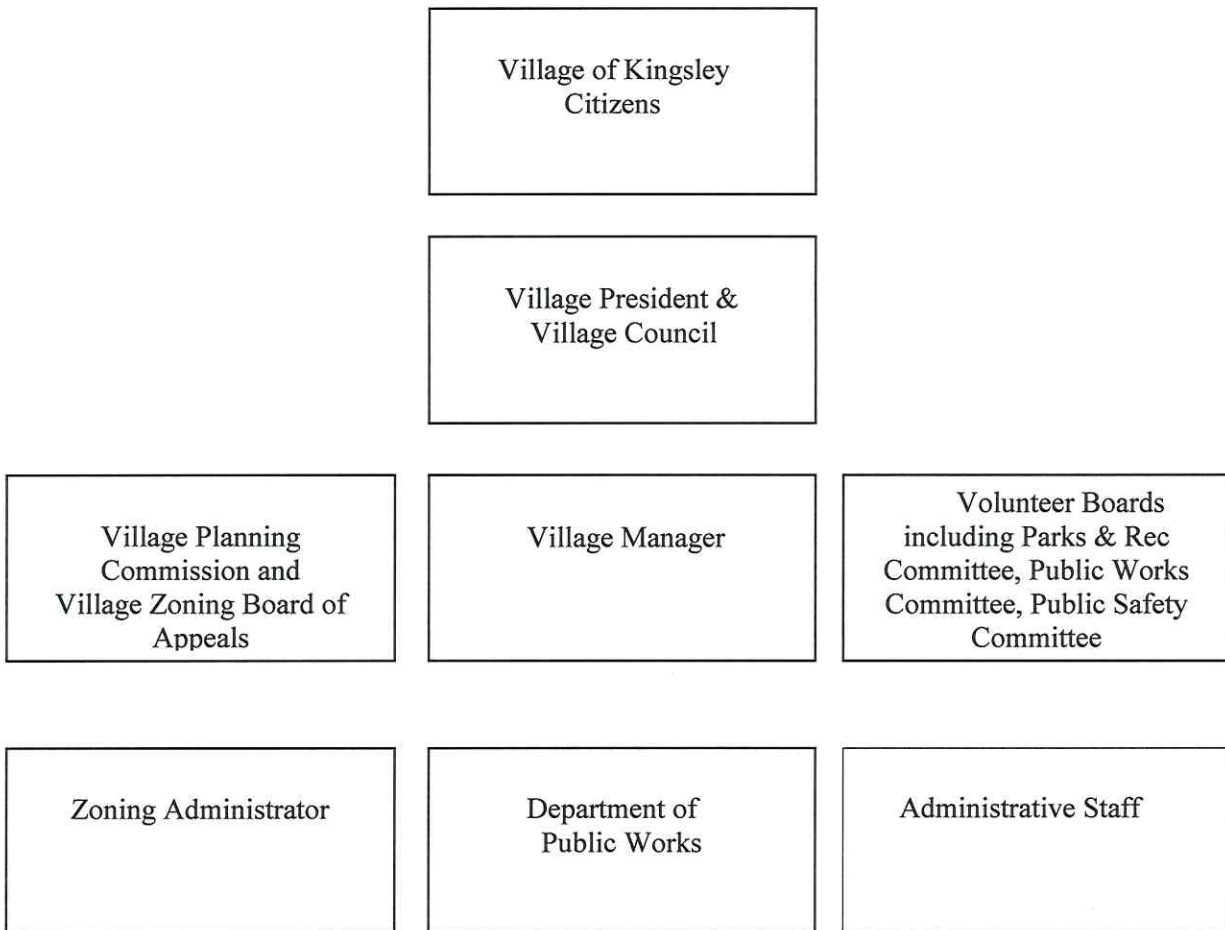 Village of Kingsley
Citizens
Village President &
Village Council
Village Planning
Commission and
Village Zoning Board of
Appeals
Village Manager
Volunteer Boards
including Parks & Rec
Committee, Public Works
Committee, Public Safety
Committee
Zoning Administrator
Department of
Public Works
Administrative Staff